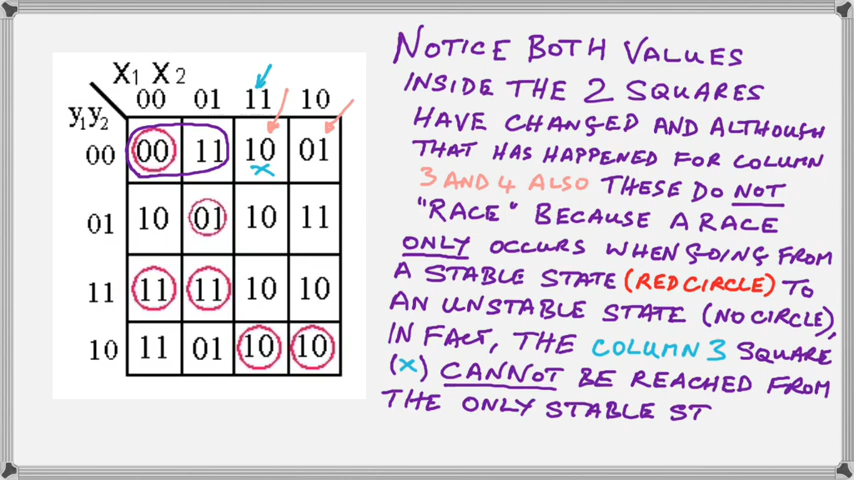 X1 X2
00 01 11 10
y1y2
00 00 11 10 01
x
01 10 01 10 11
11 11 11 10 10
10 11 01 10 10
NOTICE BOTH VALUES
INSIDE THE 2 SQUARES
HAVE CHANGED AND ALTHOUGH
THAT HAS HAPPENED FOR COLUMN
3 AND 4 ALSO THESE DO NOT
"RACE" BECAUSE A RACE
ONLY OCCURS WHEN GOING FROM
A STABLE STATE (RED CIRCLE) TO
AN UNSTABLE STATE (NO CIRCLE),
IN FACT, THE COLUMN 3 SQUARE
(x) CANNOT BE REACHED FROM
THE ONLY STABLE ST